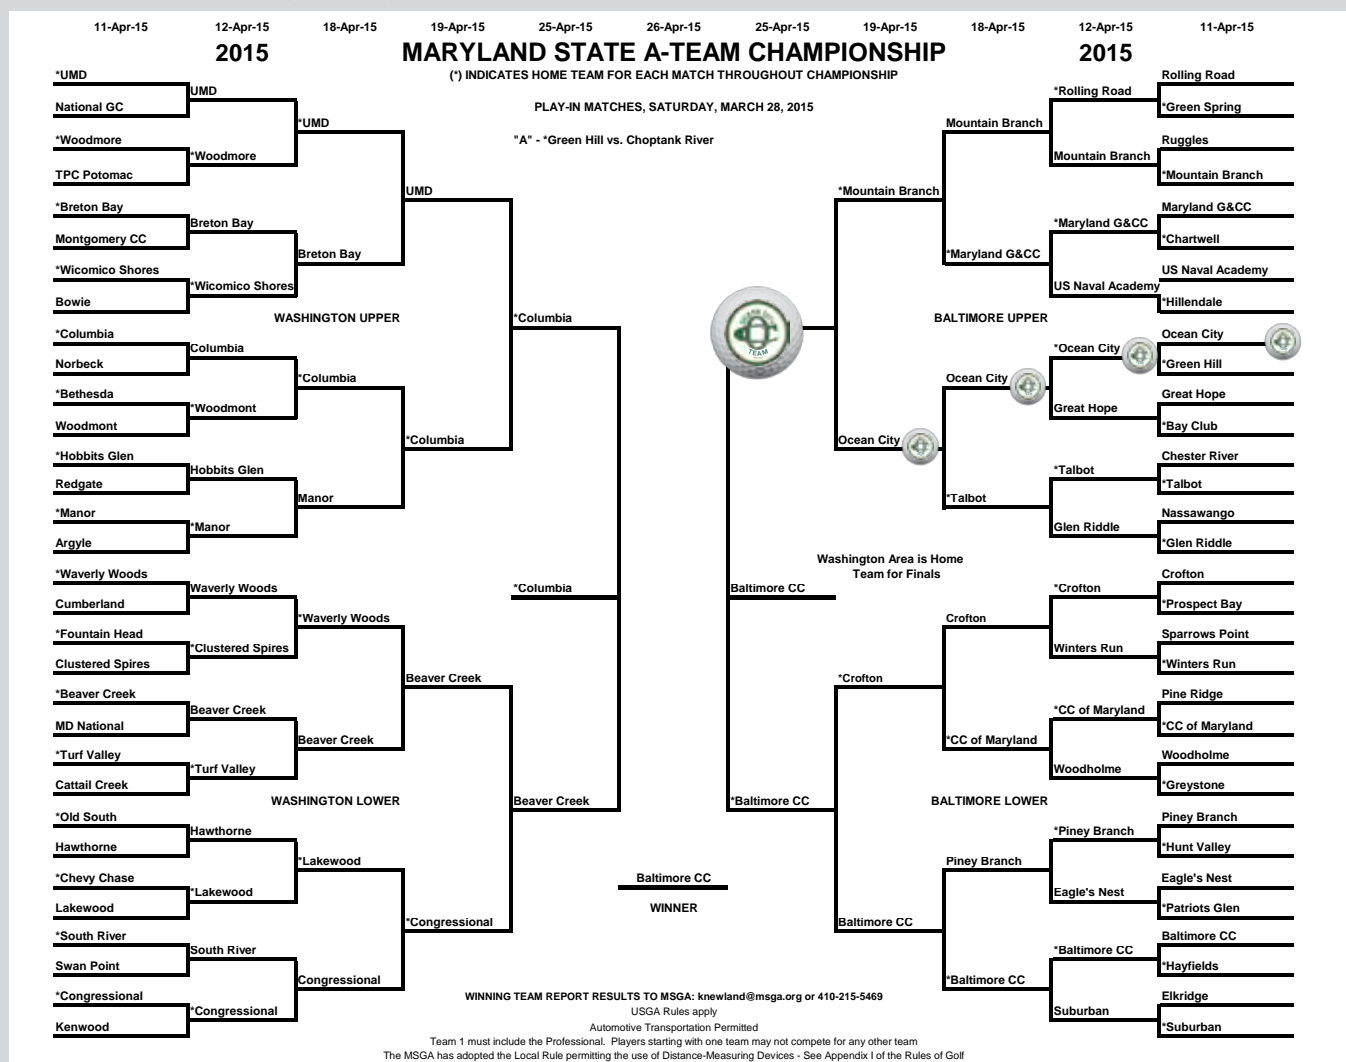 11-Apr-15 12-Apr-15 18-Apr-15 19-Apr-15 25-Apr-15 26-Apr-15 25-Apr-15 19-Apr-15 18-Apr-15 12-Apr-15 11-Apr-15
2015 MARYLAND STATE A-TEAM CHAMPIONSHIP 2015
(*) INDICATES HOME TEAM FOR EACH MATCH THROUGHOUT CHAMPIONSHIP
PLAY-IN MATCHES, SATURDAY, MARCH 28, 2015
"A" - *Green Hill vs. Choptank River
*UMD
National GC
*Woodmore
TPC Potomac
*Breton Bay
Montgomery CC
*Wicomico Shores
Bowie
*Columbia
Norbeck
*Bethesda
Woodmont
*Hobbits Glen
Redgate
*Manor
Argyle
*Waverly Woods
Cumberland
*Fountain Head
Clustered Spires
*Beaver Creek
MD National
*Turf Valley
Cattail Creek
*Old South
Hawthorne
*Chevy Chase
Lakewood
*South River
Swan Point
*Congressional
Kenwood
UMD
*Woodmore
Breton Bay
*Wicomico Shores
Columbia
*Woodmont
Hobbits Glen
*Manor
Waverly Woods
*Clustered Spires
Beaver Creek
*Turf Valley
Hawthorne
*Lakewood
South River
*Congressional
*UMD
Breton Bay
WASHINGTON UPPER
*Columbia
Manor
*Waverly Woods
Beaver Creek
WASHINGTON LOWER
*Lakewood
Congressional
UMD
*Columbia
Beaver Creek
*Congressional
*Columbia
*Columbia
Beaver Creek
Baltimore CC
WINNER
TEAM
Washington Area is Home
Team for Finals
Baltimore CC
*Baltimore CC
*Mountain Branch
Ocean City
*Crofton
Baltimore CC
Mountain Branch
*Maryland G&CC
BALTIMORE UPPER
Ocean City
*Talbot
Crofton
*CC of Maryland
BALTIMORE LOWER
Piney Branch
*Baltimore CC
*Rolling Road
Mountain Branch
*Maryland G&CC
US Naval Academy
*Ocean City
Great Hope
*Talbot
Glen Riddle
*Crofton
Winters Run
*CC of Maryland
Woodholme
*Piney Branch
Eagle's Nest
*Baltimore CC
Suburban
Rolling Road
*Green Spring
Ruggles
*Mountain Branch
Maryland G&CC
*Chartwell
US Naval Academy
*Hillendale
Ocean City
*Green Hill
Great Hope
*Bay Club
Chester River
*Talbot
Nassawango
*Glen Riddle
Crofton
*Prospect Bay
Sparrows Point
*Winters Run
Pine Ridge
*CC of Maryland
Woodholme
*Greystone
Piney Branch
*Hunt Valley
Eagle's Nest
*Patriots Glen
Baltimore CC
*Hayfields
Elkridge
*Suburban
WINNING TEAM REPORT RESULTS TO MSGA: knewland@msga.org or 410-215-5469
USGA Rules apply
Automotive Transportation Permitted
Team 1 must include the Professional. Players starting with one team may not compete for any other team
The MSGA has adopted the Local Rule permitting the use of Distance-Measuring Devices - See Appendix I of the Rules of Golf